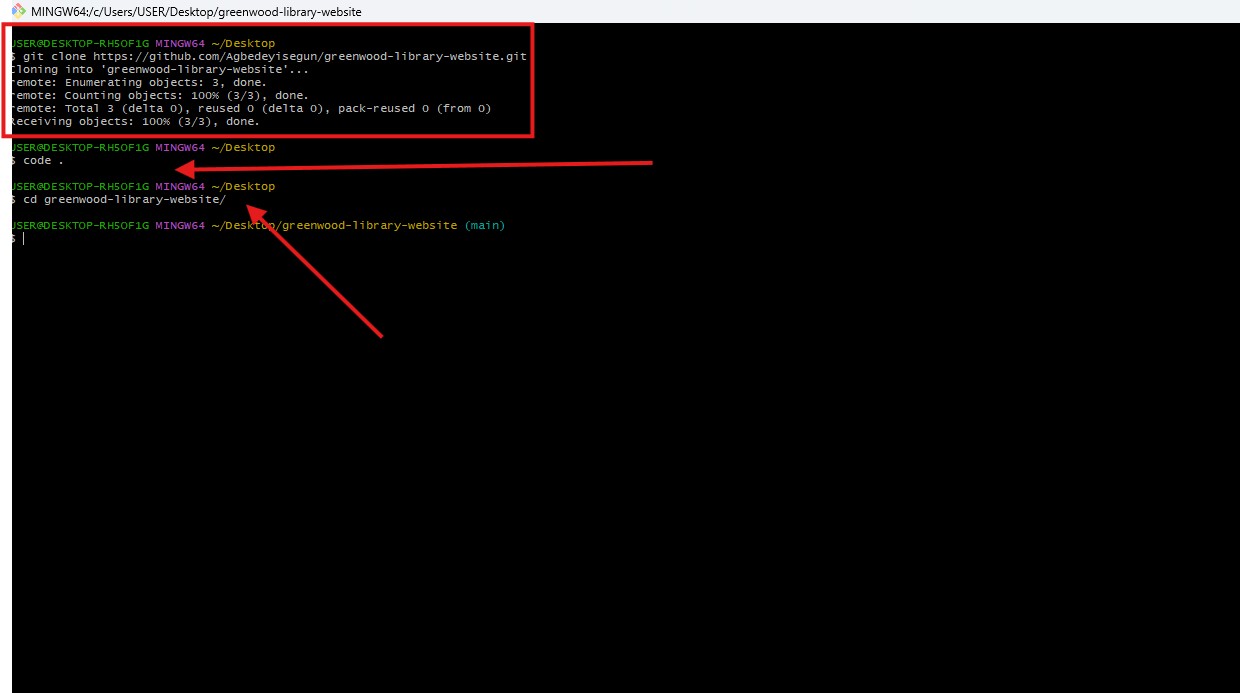 MINGW64:/c/Users/USER/Desktop/greenwood-library-website
USER@DESKTOP-RH5OF1G MINGW64 ~/Desktop
$ git clone https://github.com/Agbedeyisegun/greenwood-library-website.git
Cloning into 'greenwood-library-website'...
remote: Enumerating objects: 3, done.
remote: Counting objects: 100% (3/3), done.
remote: Total 3 (delta 0), reused 0 (delta 0), pack-reused 0 (from 0)
Receiving objects: 100% (3/3), done.
USER@DESKTOP-RH5OF1G MINGW64 ~/Desktop
$ code .
USER@DESKTOP-RH5OF1G MINGW64 ~/Desktop
$ cd greenwood-library-website/
USER@DESKTOP-RH5OF1G MINGW64 ~/Desktop/greenwood-library-website (main)
$